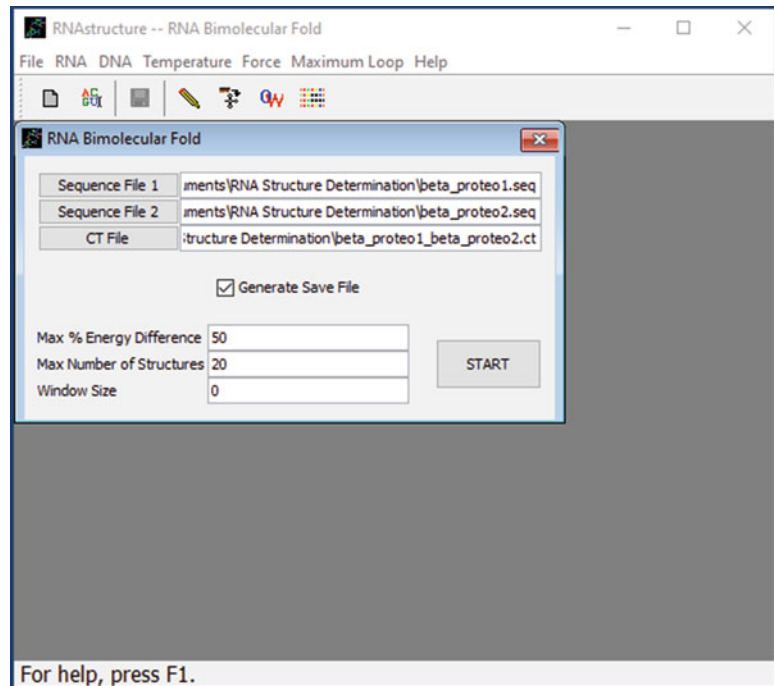 RNAstructure -- RNA Bimolecular Fold
File RNA DNA Temperature Force Maximum Loop Help
RNA Bimolecular Fold
Sequence File 1 ıments\RNA Structure Determination\beta_proteo1.seq
Sequence File 2 ıments\RNA Structure Determination\beta_proteo2.seq
CT File tructure Determination\beta_proteo1_beta_proteo2.ct
Generate Save File
Max % Energy Difference 50
Max Number of Structures 20
START
Window Size 0
For help, press F1.